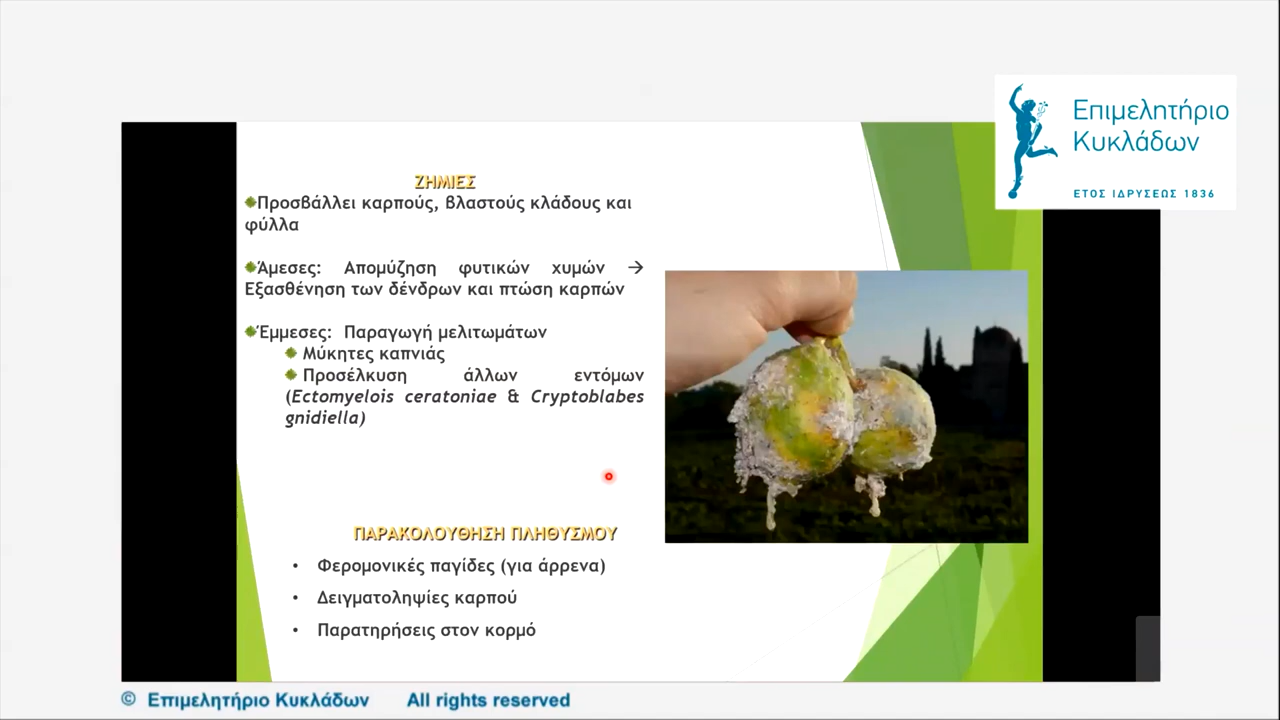 Επιμελητήριο
Κυκλάδων
ΕΤΟΣ ΙΔΡΥΣΕΩΣ 1836
ΖΗΜΙΕΣ
Προσβάλλει καρπούς, βλαστούς κλάδους και
φύλλα
Άμεσες: Απομύζηση φυτικών χυμών →
Εξασθένηση των δένδρων και πτώση καρπών
Έμμεσες: Παραγωγή μελιτωμάτων
Μύκητες καπνιάς
Προσέλκυση άλλων εντόμων
(Ectomyelois ceratoniae & Cryptoblabes
gnidiella)
ΠΑΡΑΚΟΛΟΥΘΗΣΗ ΠΛΗΘΥΣΜΟΥ
• Φερομονικές παγίδες (για άρρενα)
• Δειγματοληψίες καρπού
• Παρατηρήσεις στον κορμό
© Επιμελητήριο Κυκλάδων All rights reserved